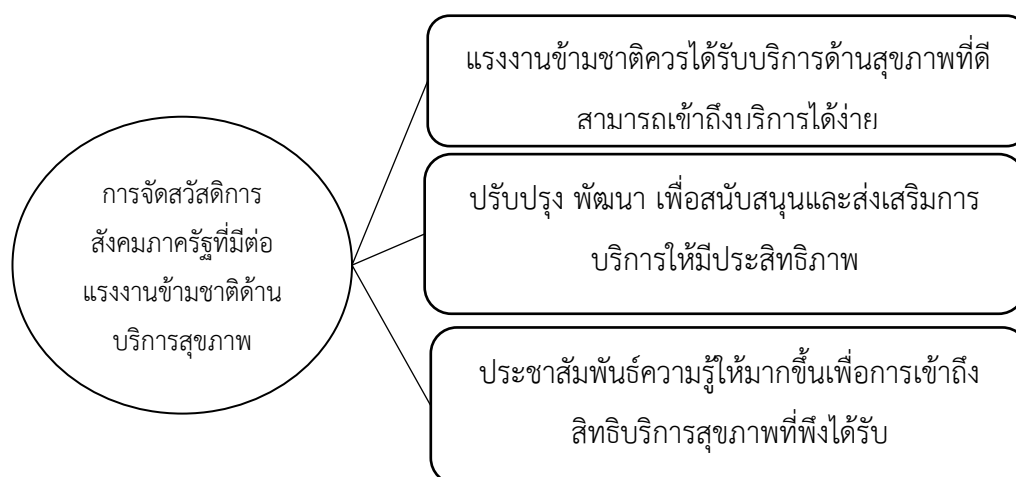 แรงงานข้ามชาติควรได้รับบริการด้านสุขภาพที่ดี
สามารถเข้าถึงบริการได้ง่าย
การจัดสวัสดิการ
สังคมภาครัฐที่มีต่อ
แรงงานข้ามชาติด้าน
บริการสุขภาพ
ปรับปรุง พัฒนา เพื่อสนับสนุนและส่งเสริมการ
บริการให้มีประสิทธิภาพ
ประชาสัมพันธ์ความรู้ให้มากขึ้นเพื่อการเข้าถึง
สิทธิบริการสุขภาพที่พึงได้รับ